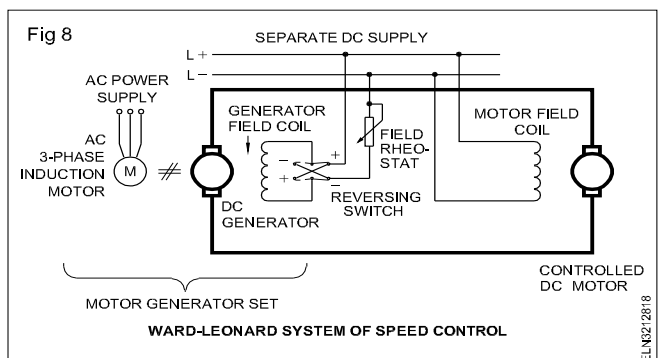 Fig 8
SEPARATE DC SUPPLY
L +
L −
AC POWER
SUPPLY
AC
3-PHASE
INDUCTION
MOTOR
M
GENERATOR
FIELD COIL
−
+
+
−
FIELD
RHEO-
STAT
REVERSING
SWITCH
DC
GENERATOR
MOTOR FIELD
COIL
CONTROLLED
DC MOTOR
MOTOR GENERATOR SET
WARD-LEONARD SYSTEM OF SPEED CONTROL
ELN3212818